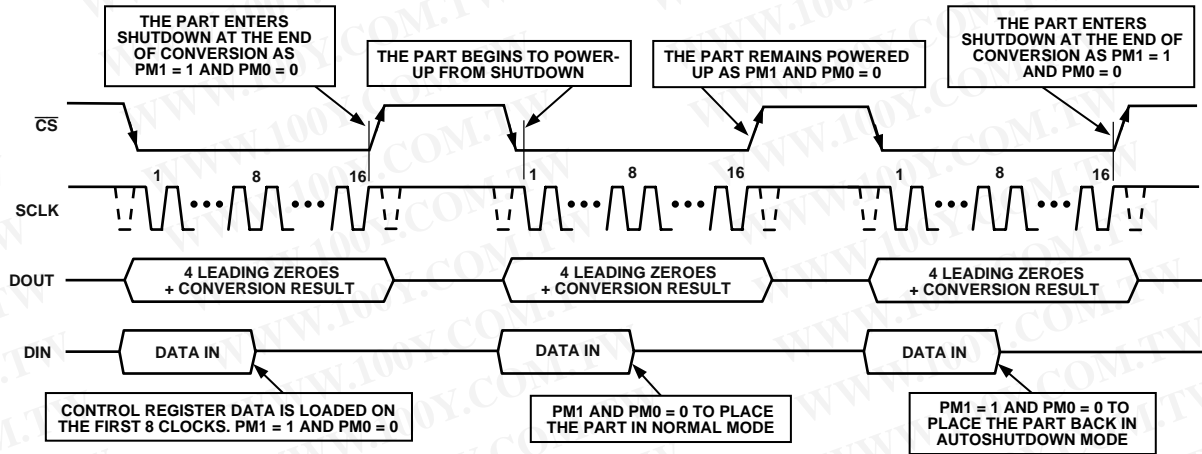 THE PART ENTERS
SHUTDOWN AT THE END
OF CONVERSION AS
PM1 = 1 AND PM0 = 0
THE PART BEGINS TO POWER-
UP FROM SHUTDOWN
THE PART REMAINS POWERED
UP AS PM1 AND PM0 = 0
THE PART ENTERS
SHUTDOWN AT THE END OF
CONVERSION AS PM1 = 1
AND PM0 = 0
CS
1 8 16 1 8 16 1 8 16
SCLK
DOUT
4 LEADING ZEROES
+ CONVERSION RESULT
4 LEADING ZEROES
+ CONVERSION RESULT
4 LEADING ZEROES
+ CONVERSION RESULT
DIN
DATA IN
DATA IN
DATA IN
CONTROL REGISTER DATA IS LOADED ON
THE FIRST 8 CLOCKS. PM1 = 1 AND PM0 = 0
PM1 AND PM0 = 0 TO PLACE
THE PART IN NORMAL MODE
PM1 = 1 AND PM0 = 0 TO
PLACE THE PART BACK IN
AUTOSHUTDOWN MODE
WWW.100Y.COM.TW